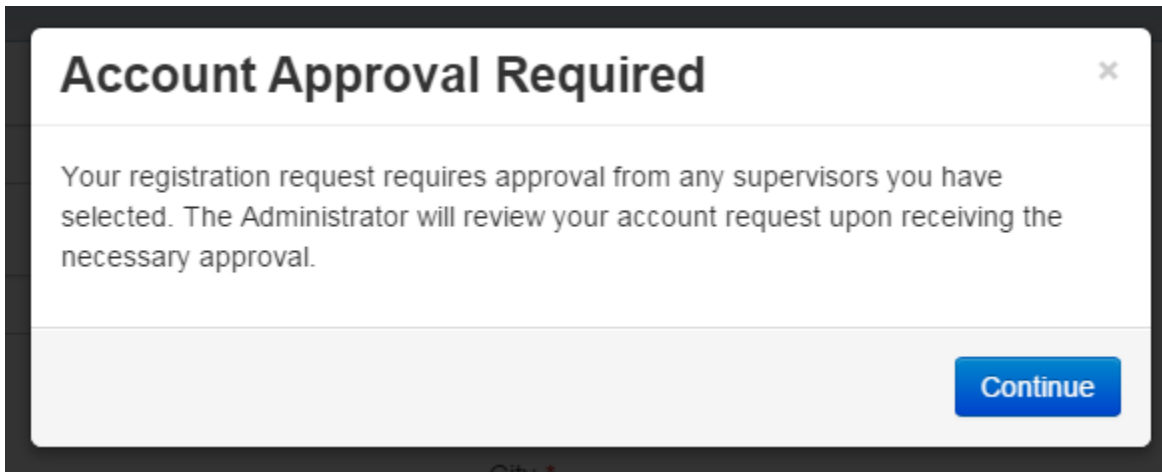 Account Approval Required
×
Your registration request requires approval from any supervisors you have
selected. The Administrator will review your account request upon receiving the
necessary approval.
Continue
City *